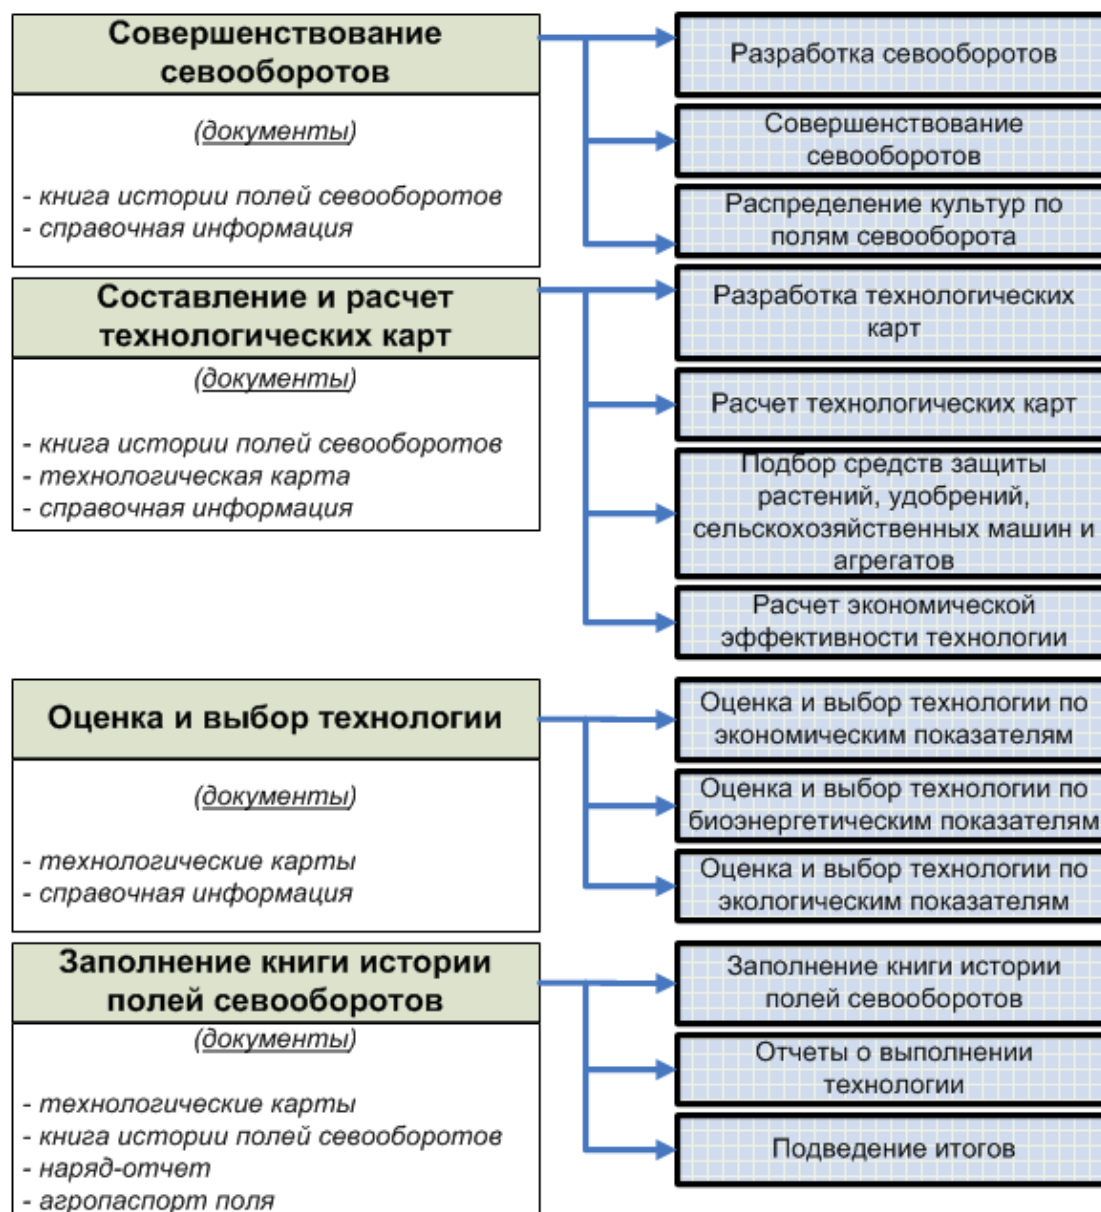 Совершенствование
севооборотов
(документы)
- книга истории полей севооборотов
- справочная информация
Разработка севооборотов
Совершенствование
севооборотов
Распределение культур по
полям севооборота
Составление и расчет
технологических карт
(документы)
- книга истории полей севооборотов
- технологическая карта
- справочная информация
Разработка технологических
карт
Расчет технологических карт
Подбор средств защиты
растений, удобрений,
сельскохозяйственных машин и
агрегатов
Расчет экономической
эффективности технологии
Оценка и выбор технологии
(документы)
- технологические карты
- справочная информация
Оценка и выбор технологии по
экономическим показателям
Оценка и выбор технологии по
биоэнергетическим показателям
Оценка и выбор технологии по
экологическим показателям
Заполнение книги истории
полей севооборотов
(документы)
- технологические карты
- книга истории полей севооборотов
- наряд-отчет
- агропаспорт поля
Заполнение книги истории
полей севооборотов
Отчеты о выполнении
технологии
Подведение итогов